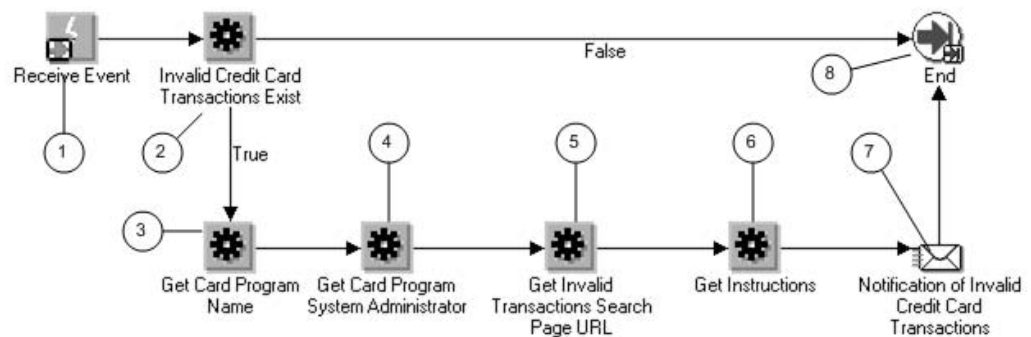 Receive Event
Invalid Credit Card
Transactions Exist
False
End
1
2
8
True
3
4
5
6
7
Get Card Program
Name
Get Card Program
System Administrator
Get Invalid
Transactions Search
Page URL
Get Instructions
Notification of Invalid
Credit Card
Transactions